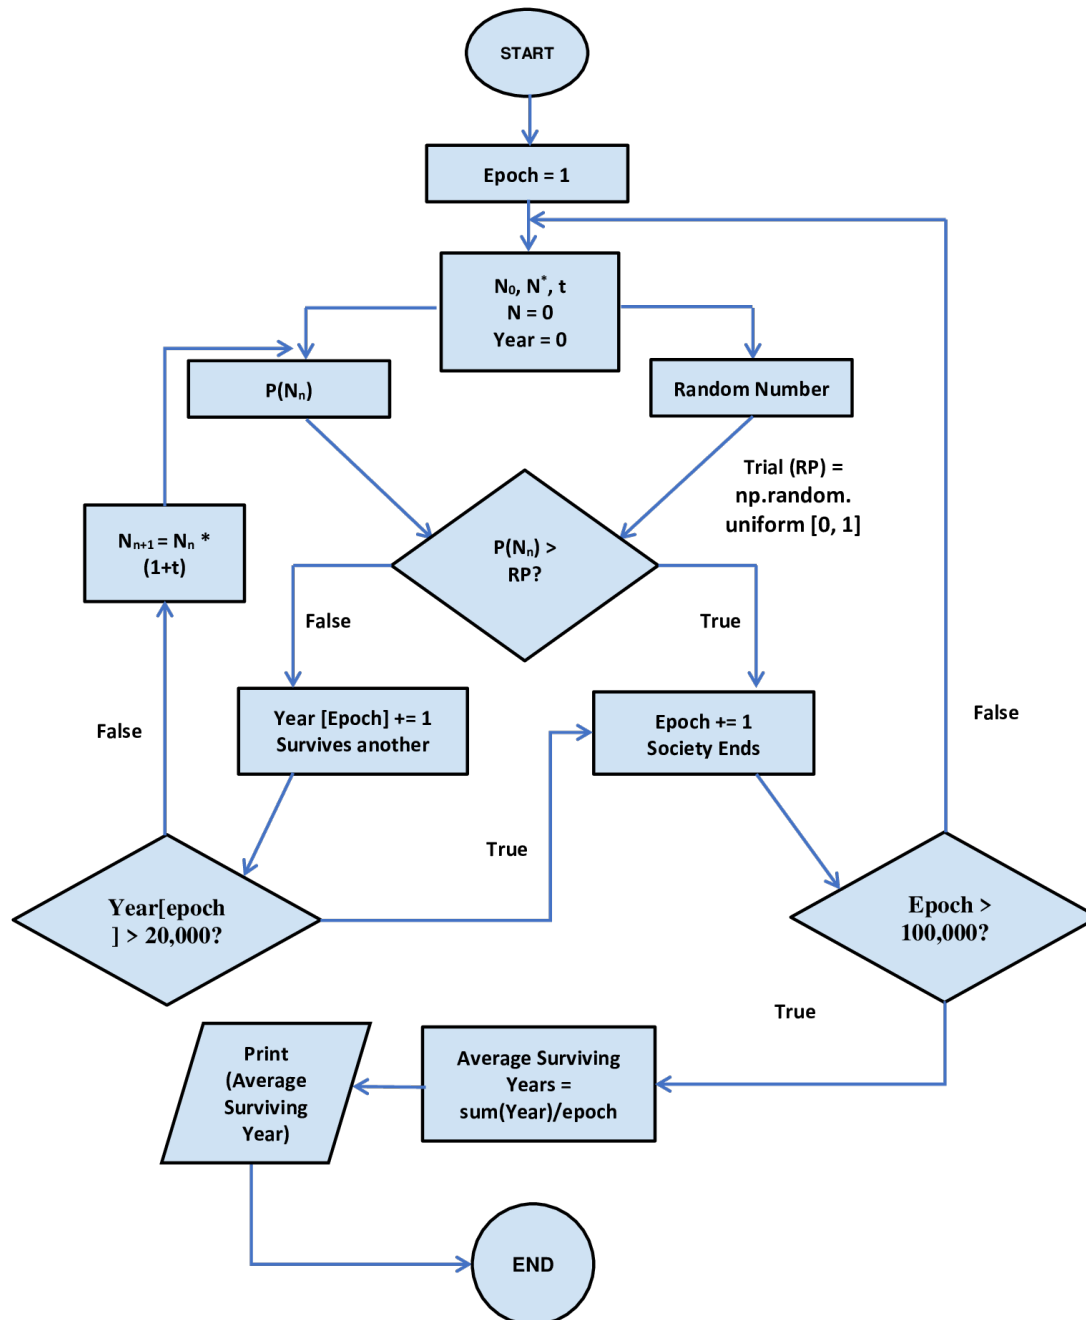 START
Epoch = 1
N₀, N*, t
N = 0
Year = 0
P(Nₙ)
Random Number
Trial (RP) =
np.random.
uniform [0, 1]
Nₙ₊₁ = Nₙ *
(1+t)
P(Nₙ) >
RP?
False
True
Year [Epoch] += 1
Survives another
Epoch += 1
Society Ends
False
False
True
Year[epoch
] > 20,000?
Epoch >
100,000?
True
Print
(Average
Surviving
Year)
Average Surviving
Years =
sum(Year)/epoch
END